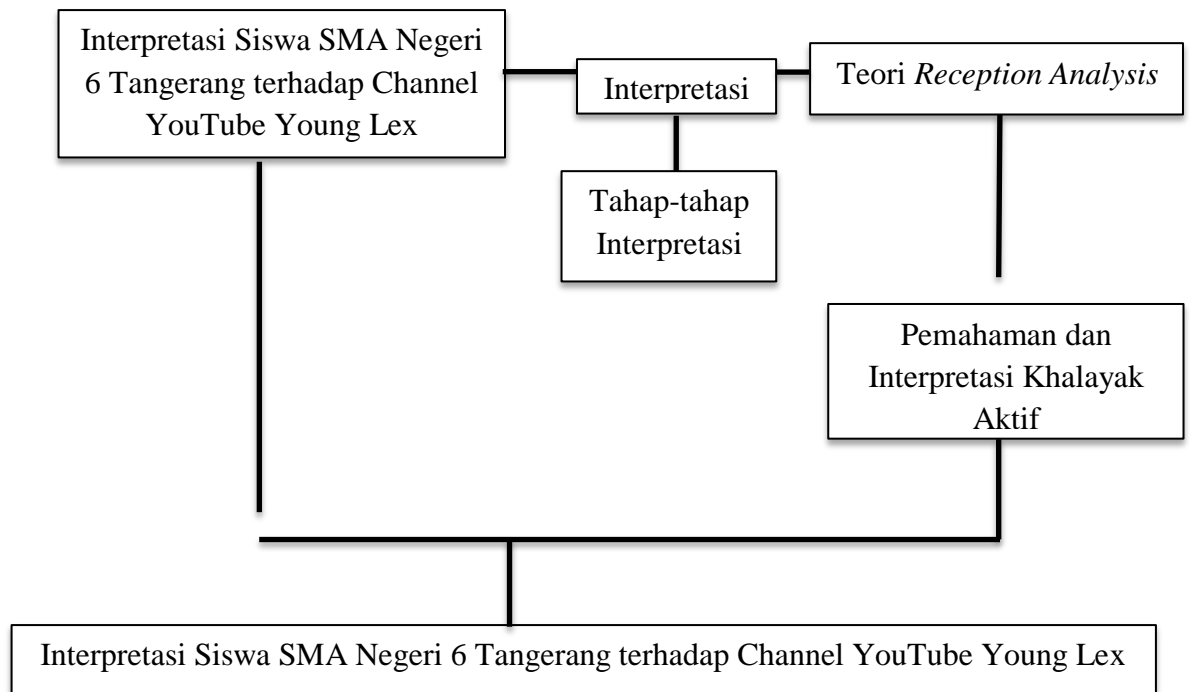 Interpretasi Siswa SMA Negeri
6 Tangerang terhadap Channel
YouTube Young Lex
Interpretasi
Teori Reception Analysis
Tahap-tahap
Interpretasi
Pemahaman dan
Interpretasi Khalayak
Aktif
Interpretasi Siswa SMA Negeri 6 Tangerang terhadap Channel YouTube Young Lex